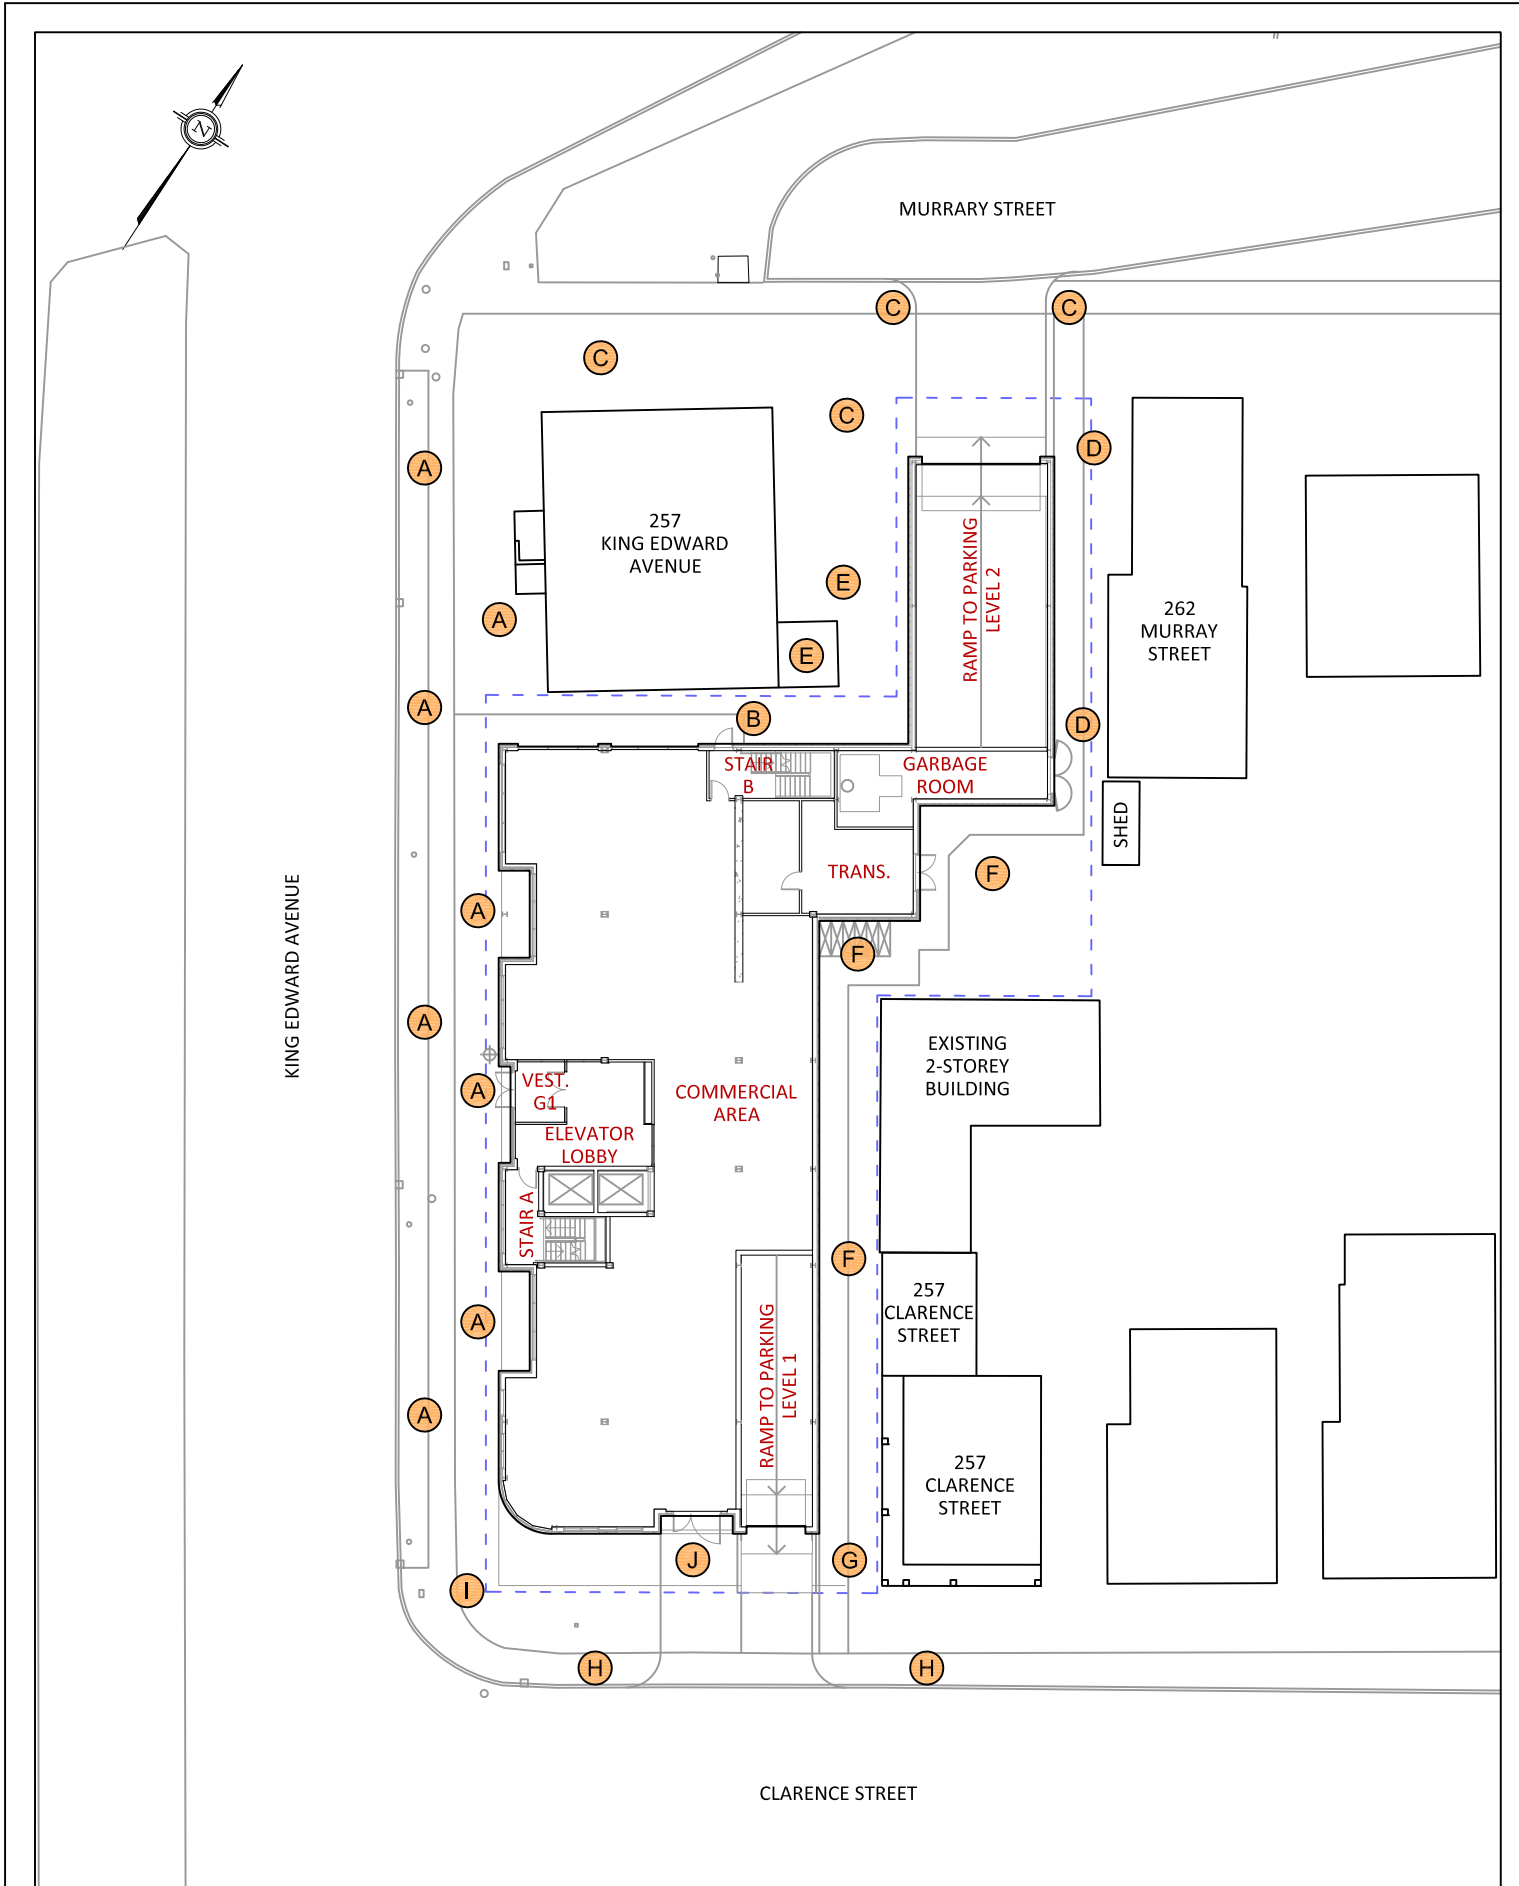 N
MURRARY STREET
C
C
C
C
A
D
257
KING EDWARD
AVENUE
E
RAMP TO PARKING
LEVEL 2
A
262
MURRAY
STREET
E
A
B
D
STAIR
B
GARBAGE
ROOM
SHED
TRANS.
F
KING EDWARD AVENUE
A
F
A
EXISTING
2-STOREY
BUILDING
A
VEST.
G1
COMMERCIAL
AREA
ELEVATOR
LOBBY
STAIR A
F
257
CLARENCE
STREET
A
RAMP TO PARKING
LEVEL 1
A
257
CLARENCE
STREET
J
G
I
H
H
CLARENCE STREET